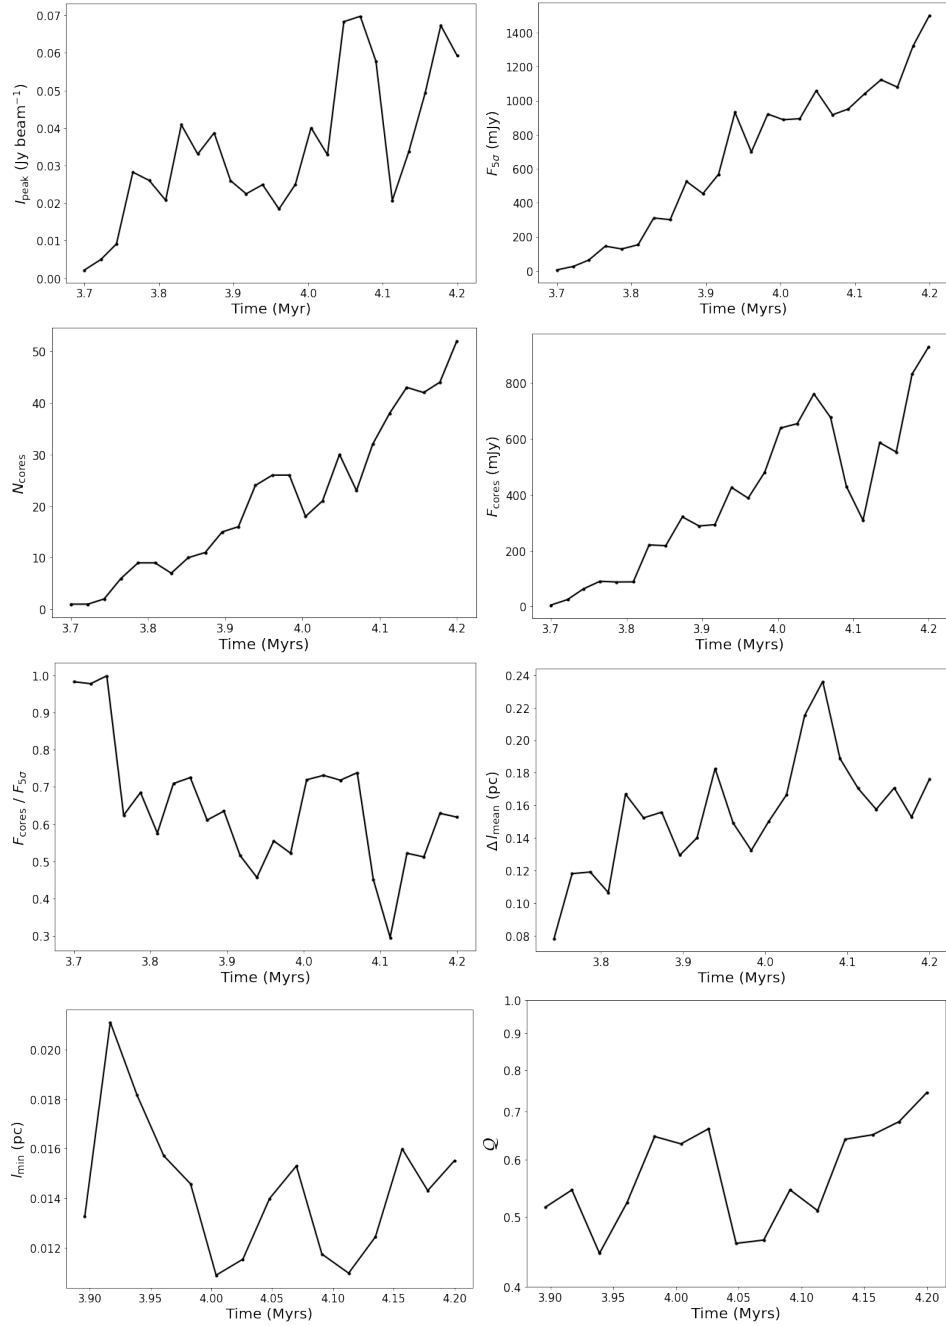 I_peak (Jy beam⁻¹)
0.07
0.06
0.05
0.04
0.03
0.02
0.01
0.00
3.7 3.8 3.9 4.0 4.1 4.2
Time (Myr)
F_5σ (mJy)
1400
1200
1000
800
600
400
200
0
3.7 3.8 3.9 4.0 4.1 4.2
Time (Myrs)
N_cores
50
40
30
20
10
0
3.7 3.8 3.9 4.0 4.1 4.2
Time (Myrs)
F_cores (mJy)
800
600
400
200
0
3.7 3.8 3.9 4.0 4.1 4.2
Time (Myrs)
F_cores / F_5σ
1.0
0.9
0.8
0.7
0.6
0.5
0.4
0.3
3.7 3.8 3.9 4.0 4.1 4.2
Time (Myrs)
Δl_mean (pc)
0.24
0.22
0.20
0.18
0.16
0.14
0.12
0.10
0.08
3.8 3.9 4.0 4.1 4.2
Time (Myrs)
l_min (pc)
0.020
0.018
0.016
0.014
0.012
3.90 3.95 4.00 4.05 4.10 4.15 4.20
Time (Myrs)
𝒬
1.0
0.9
0.8
0.7
0.6
0.5
0.4
3.90 3.95 4.00 4.05 4.10 4.15 4.20
Time (Myrs)